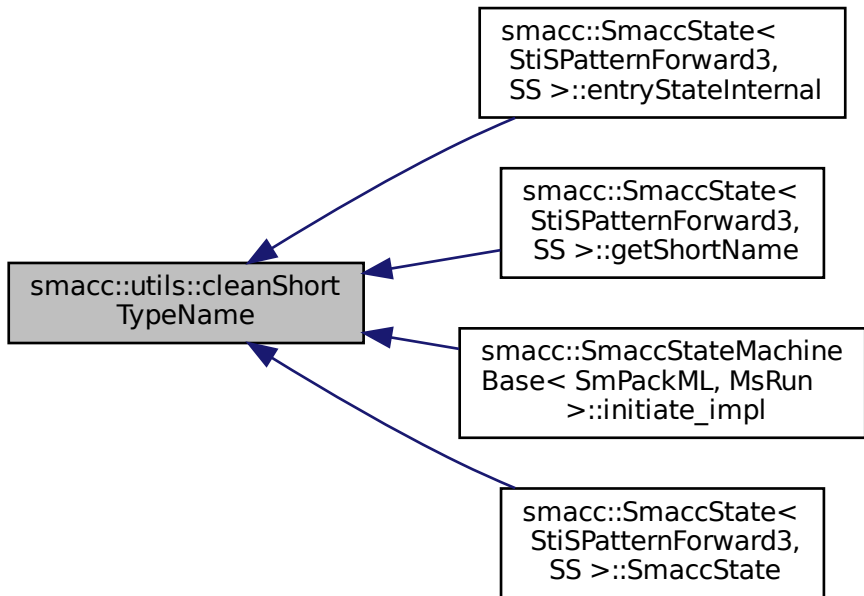 smacc::SmaccState<
StiSPatternForward3,
SS >::entryStateInternal
smacc::SmaccState<
StiSPatternForward3,
SS >::getShortName
smacc::utils::cleanShort
TypeName
smacc::SmaccStateMachine
Base< SmPackML, MsRun
>::initiate_impl
smacc::SmaccState<
StiSPatternForward3,
SS >::SmaccState